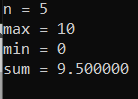 n = 5
max = 10
min = 0
sum = 9.500000